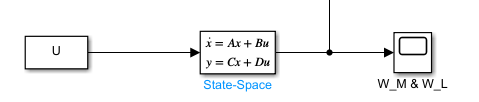 U
ẋ = Ax + Bu
y = Cx + Du
State-Space
W_M & W_L